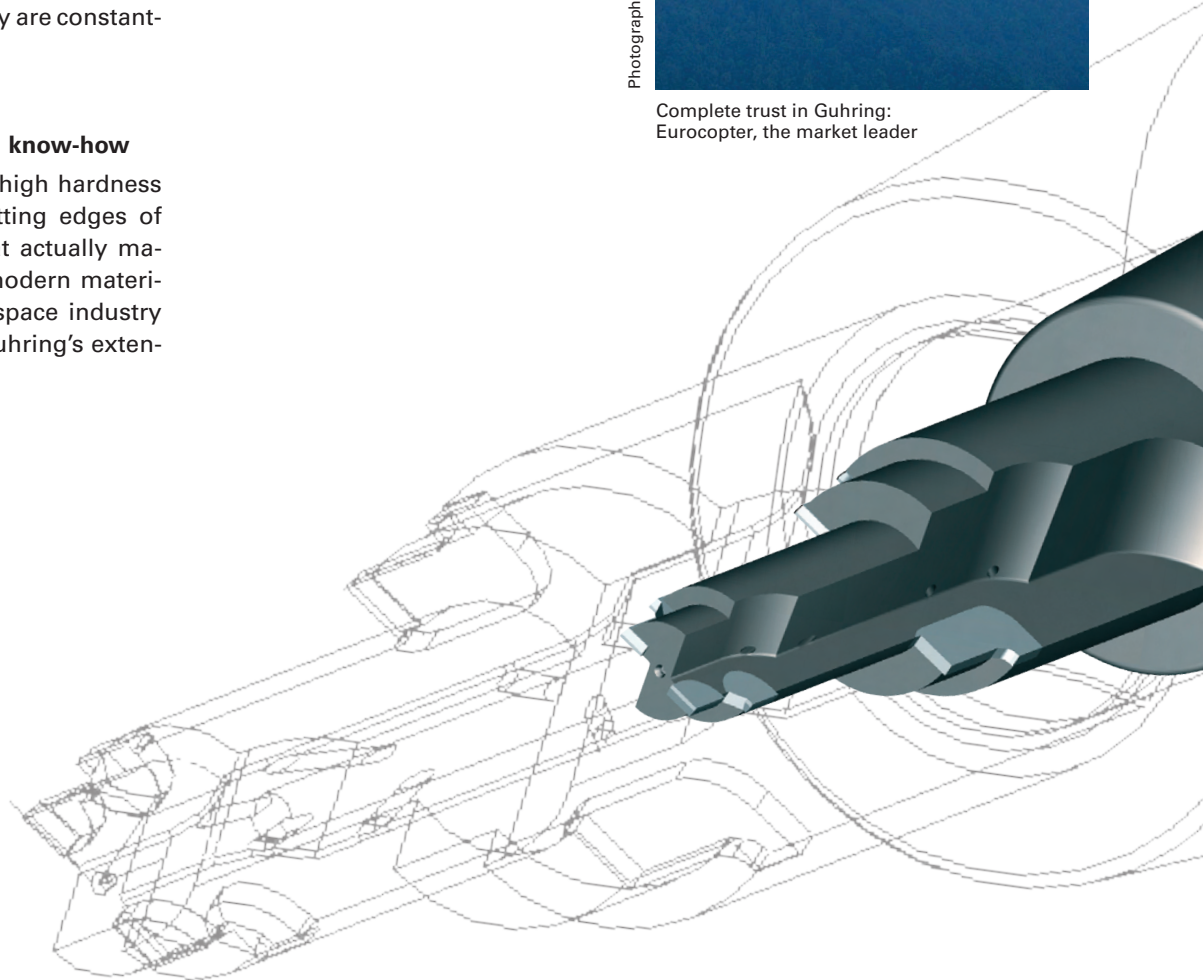 y are constant-
know-how
high hardness
tting edges of
t actually ma-
nodern materi-
space industry
uhring's exten-
Photograph
Complete trust in Guhring:
Eurocopter, the market leader